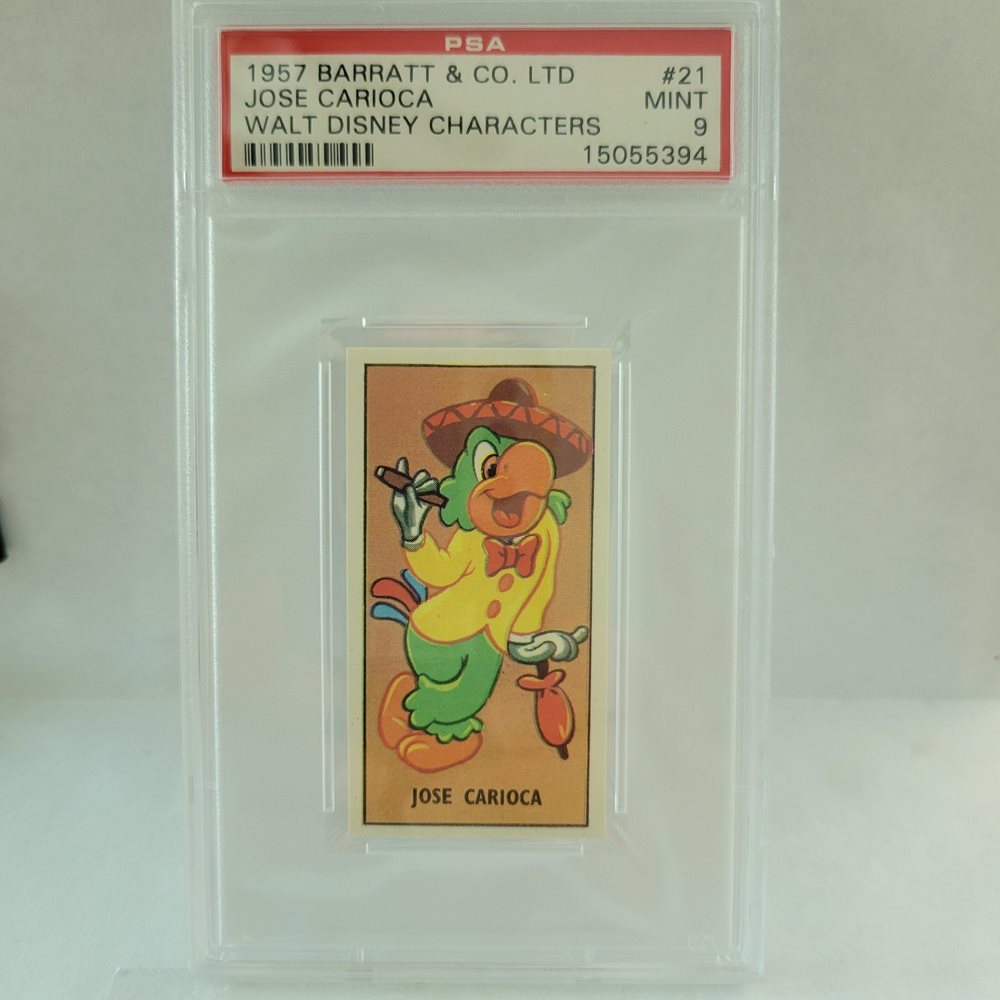 PSA
1957 BARRATT & CO. LTD #21
JOSE CARIOCA MINT
WALT DISNEY CHARACTERS 9
15055394
JOSE CARIOCA